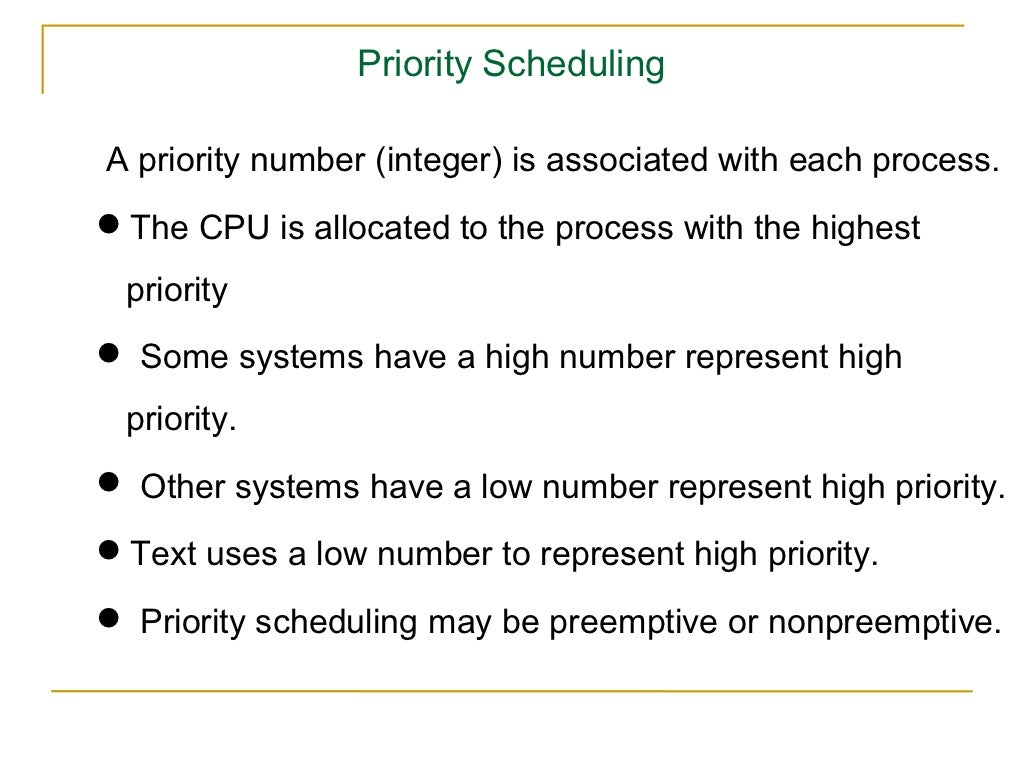 Priority Scheduling
A priority number (integer) is associated with each process.
● The CPU is allocated to the process with the highest
priority
● Some systems have a high number represent high
priority.
● Other systems have a low number represent high priority.
● Text uses a low number to represent high priority.
● Priority scheduling may be preemptive or nonpreemptive.